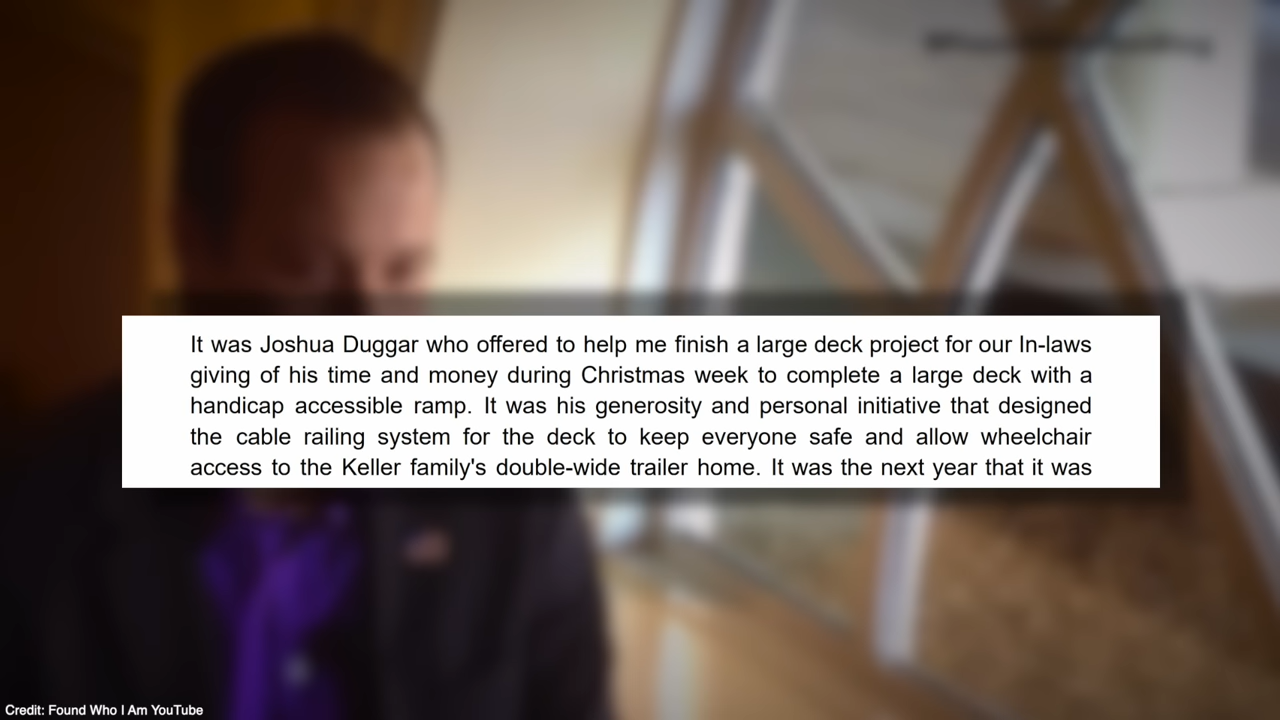 It was Joshua Duggar who offered to help me finish a large deck project for our In-laws
giving of his time and money during Christmas week to complete a large deck with a
handicap accessible ramp. It was his generosity and personal initiative that designed
the cable railing system for the deck to keep everyone safe and allow wheelchair
access to the Keller family's double-wide trailer home. It was the next year that it was
Credit: Found Who I Am YouTube